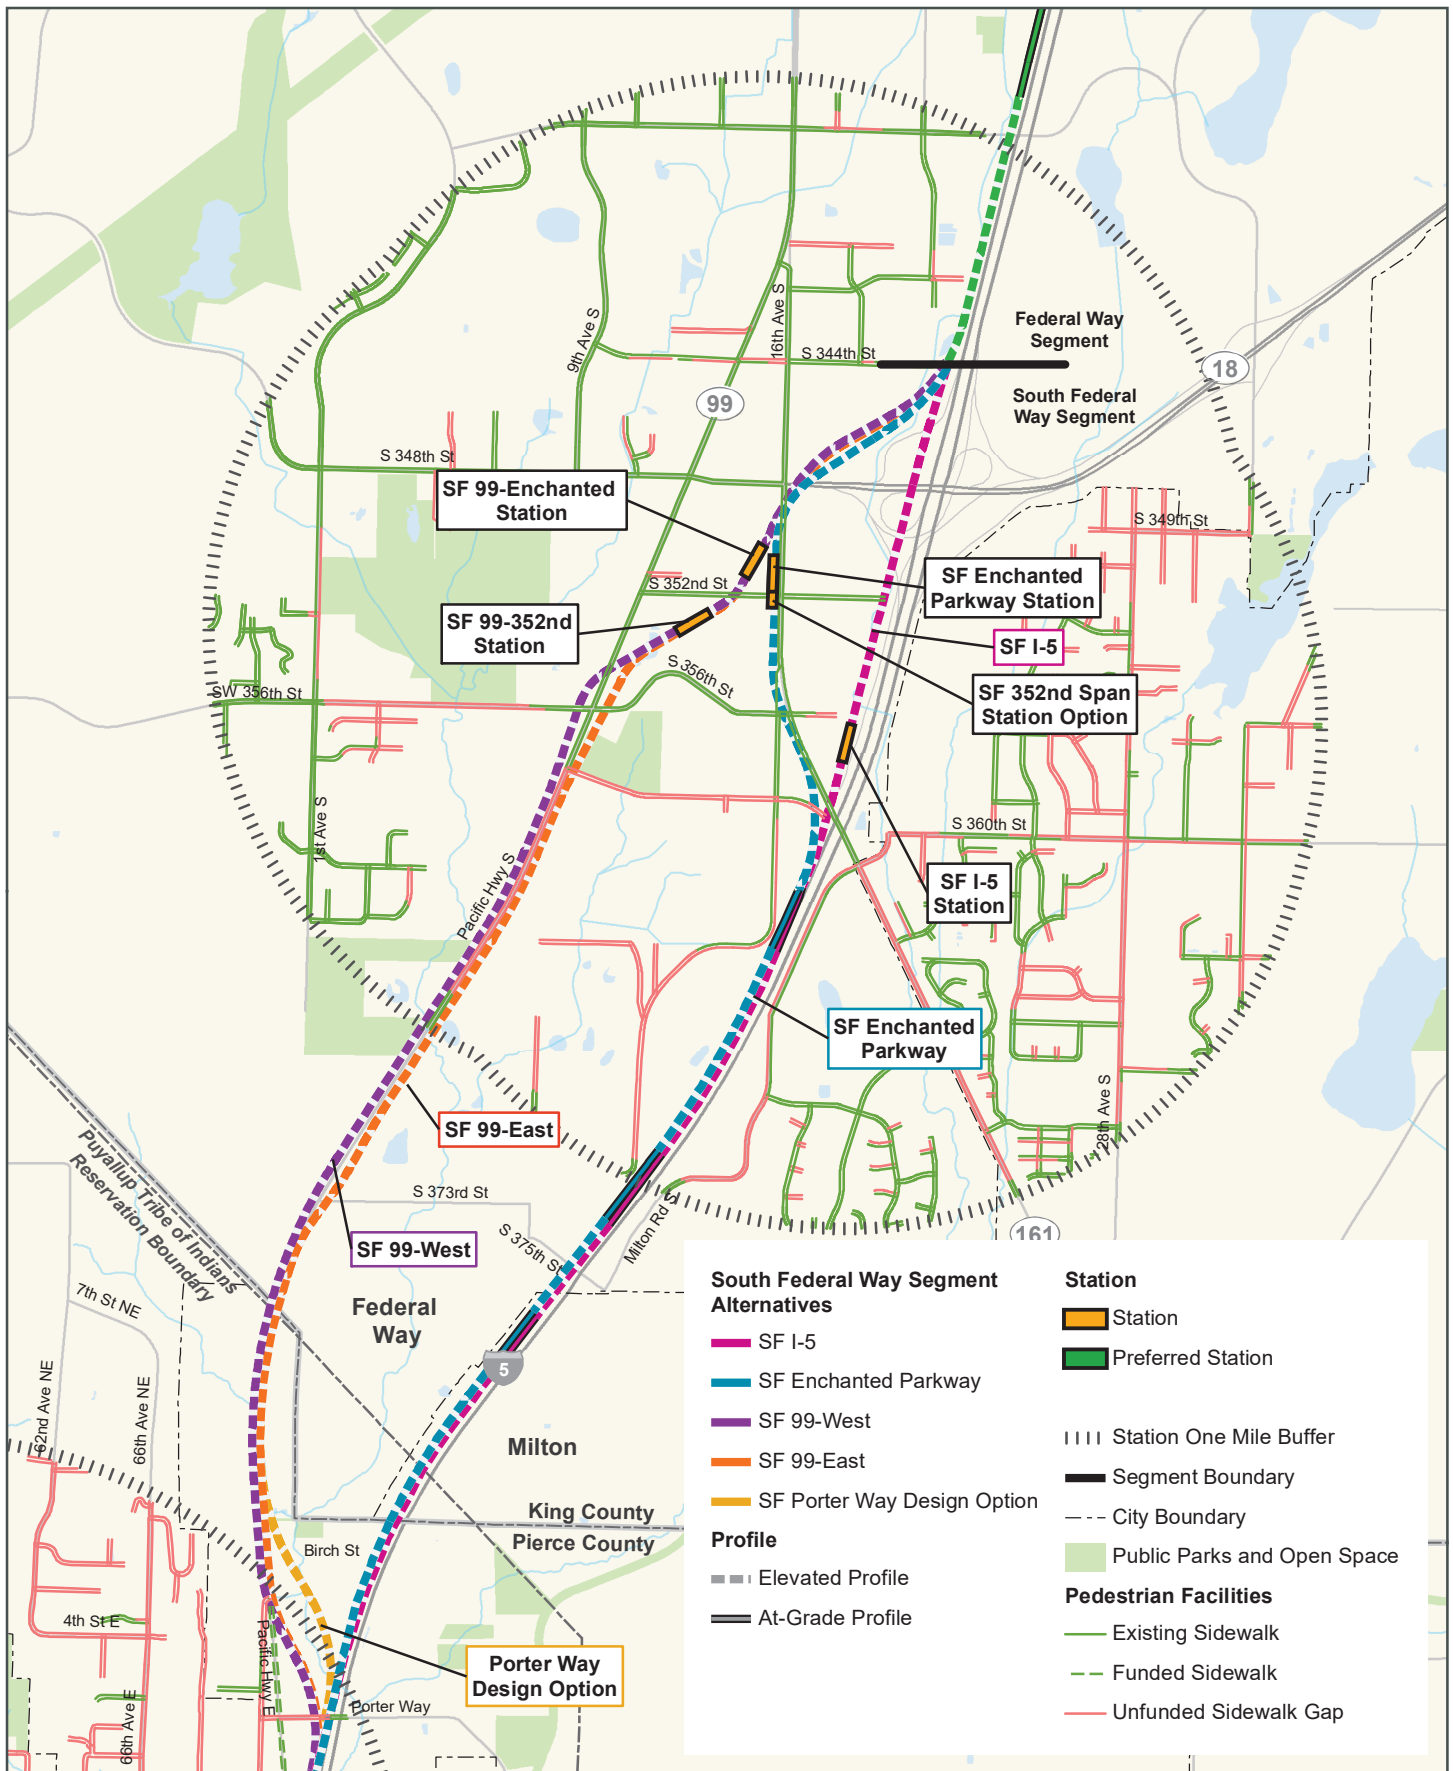 Federal Way
Segment
18
South Federal
Way Segment
16th Ave S
9th Ave S
S 344th St
99
S 348th St
SF 99-Enchanted
Station
S 349th St
S 352nd St
SF Enchanted
Parkway Station
SF 99-352nd
Station
SF I-5
S 356th St
SF 352nd Span
Station Option
SW 356th St
1st Ave S
S 360th St
Pacific Hwy S
SF I-5
Station
SF Enchanted
Parkway
28th Ave S
SF 99-East
Puyallup Tribe of Indians
Reservation Boundary
S 373rd St
Milton Rd S
S 375th St
161
SF 99-West
7th St NE
Federal
Way
5
62nd Ave NE
66th Ave NE
Milton
King County
Pierce County
Birch St
4th St E
Pacific Hwy E
Porter Way
Design Option
Porter Way
66th Ave E
South Federal Way Segment
Alternatives
SF I-5
SF Enchanted Parkway
SF 99-West
SF 99-East
SF Porter Way Design Option
Profile
Elevated Profile
At-Grade Profile
Station
Station
Preferred Station
Station One Mile Buffer
Segment Boundary
City Boundary
Public Parks and Open Space
Pedestrian Facilities
Existing Sidewalk
Funded Sidewalk
Unfunded Sidewalk Gap